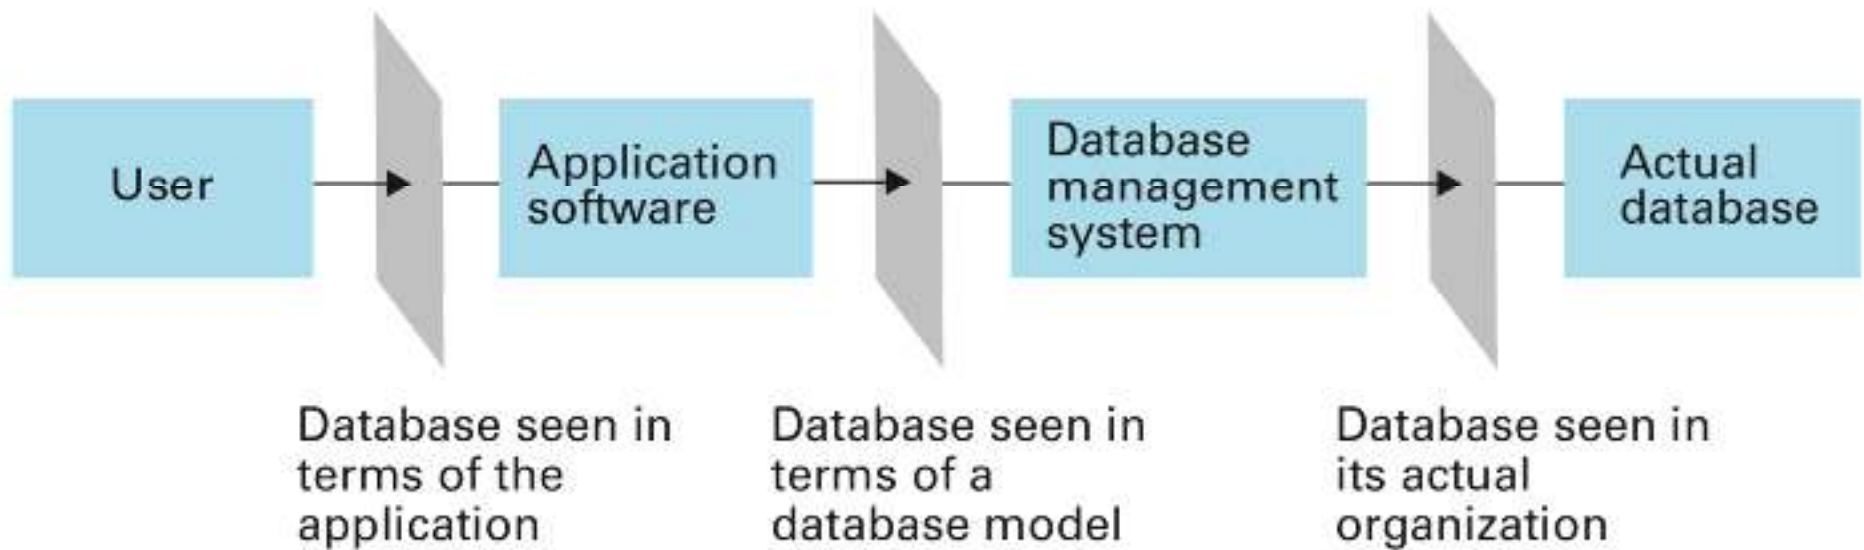 User
Application
software
Database
management
system
Actual
database
Database seen in
terms of the
application
Database seen in
terms of a
database model
Database seen in
its actual
organization